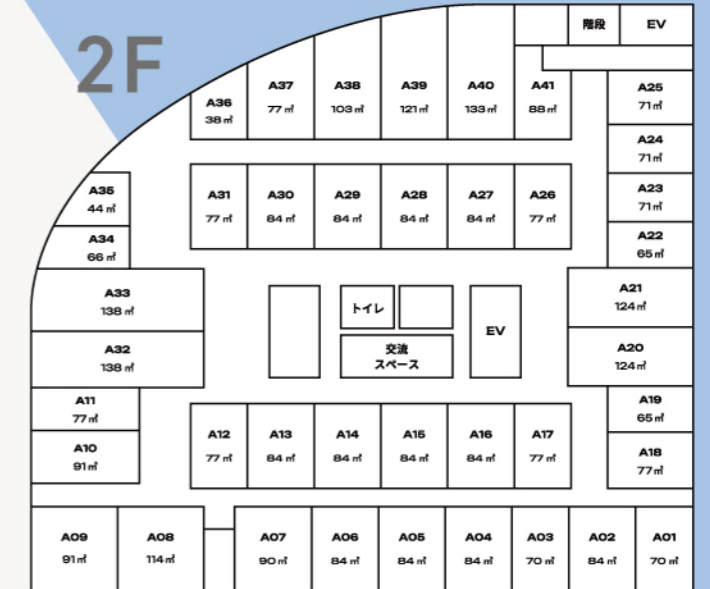 2F
階段
EV
A36
38㎡
A37
77㎡
A38
103㎡
A39
121㎡
A40
133㎡
A41
88㎡
A25
71㎡
A24
71㎡
A23
71㎡
A22
65㎡
A35
44㎡
A34
66㎡
A31
77㎡
A30
84㎡
A29
84㎡
A28
84㎡
A27
84㎡
A26
77㎡
A33
138㎡
A32
138㎡
トイレ
交流
スペース
EV
A21
124㎡
A20
124㎡
A11
77㎡
A10
91㎡
A12
77㎡
A13
84㎡
A14
84㎡
A15
84㎡
A16
84㎡
A17
77㎡
A19
65㎡
A18
77㎡
A09
91㎡
A08
114㎡
A07
90㎡
A06
84㎡
A05
84㎡
A04
84㎡
A03
70㎡
A02
84㎡
A01
70㎡